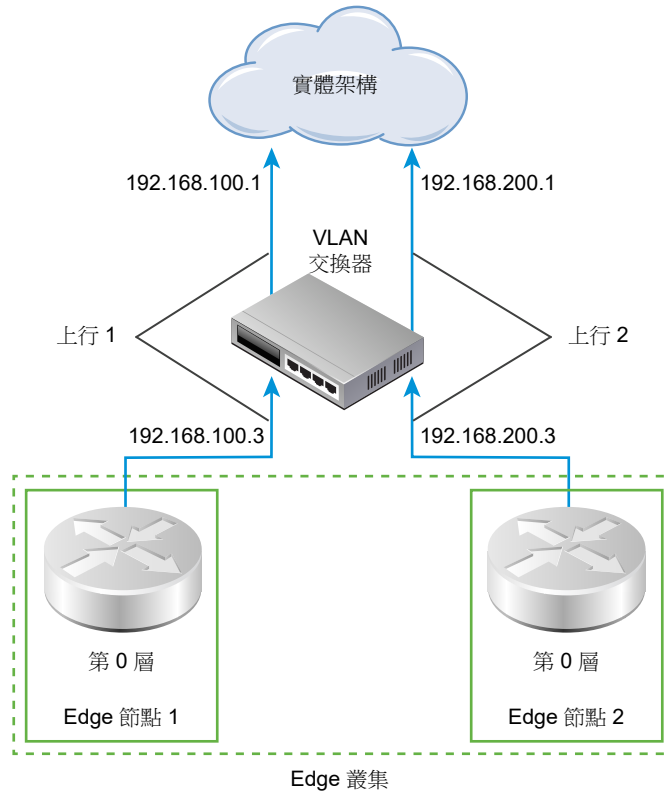 實體架構
192.168.100.1
192.168.200.1
VLAN
交換器
上行 1
上行 2
192.168.100.3
192.168.200.3
第 0 層
第 0 層
Edge 節點 1
Edge 節點 2
Edge 叢集